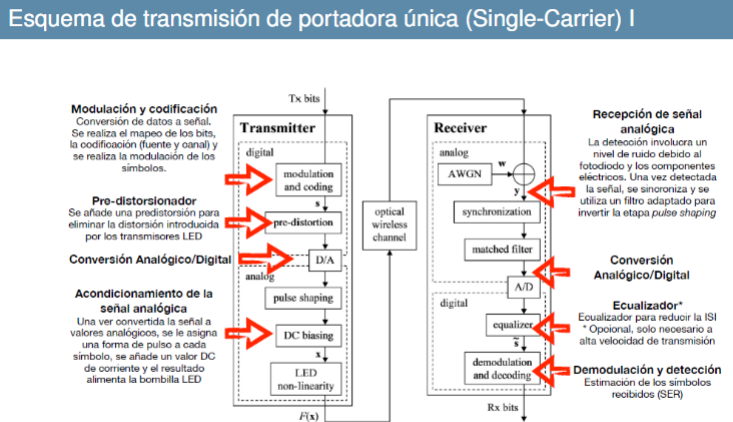 Esquema de transmisión de portadora única (Single-Carrier) I
Modulación y codificación
Conversión de datos a señal.
Se realiza el mapeo de los bits,
la codificación (fuente y canal) y
se realiza la modulación de los
símbolos.
Pre-distorsionador
Se añade una predistorsión para
eliminar la distorsión introducida
por los transmisores LED
Conversión Analógico/Digital
Acondicionamiento de la
señal analógica
Una ver convertida la señal a
valores analógicos, se le asigna
una forma de pulso a cada
símbolo, se añade un valor DC
de corriente y el resultado
alimenta la bombilla LED
Tx bits
Transmitter
digital
modulation
and coding
s
pre-distortion
D/A
analog
pulse shaping
DC biasing
x
LED
non-linearity
F(x)
optical
wireless
channel
Receiver
analog
AWGN
w
y
synchronization
matched filter
A/D
digital
equalizer
s̃
demodulation
and decoding
Rx bits
Recepción de señal
analógica
La detección involucra un
nivel de ruido debido al
fotodiodo y los componentes
eléctricos. Una vez detectada
la señal, se sincroniza y se
utiliza un filtro adaptado para
invertir la etapa pulse shaping
Conversión
Analógico/Digital
Ecualizador*
Ecualizador para reducir la ISI
* Opcional, solo necesario a
alta velocidad de transmisión
Demodulación y detección
Estimación de los símbolos
recibidos (SER)